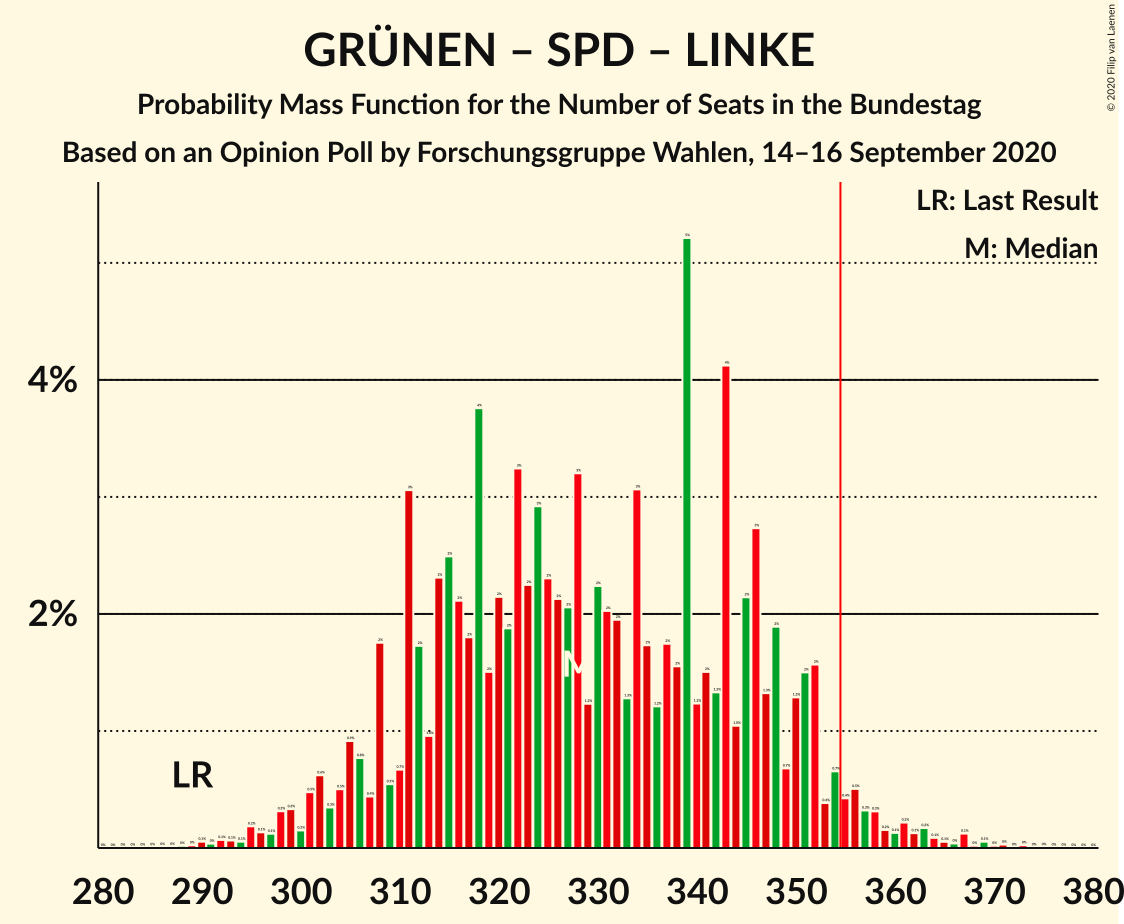 GRÜNEN – SPD – LINKE
Probability Mass Function for the Number of Seats in the Bundestag
Based on an Opinion Poll by Forschungsgruppe Wahlen, 14–16 September 2020
© 2020 Filip van Laenen
LR: Last Result
M: Median
4%
2%
LR
M
280 290 300 310 320 330 340 350 360 370 380